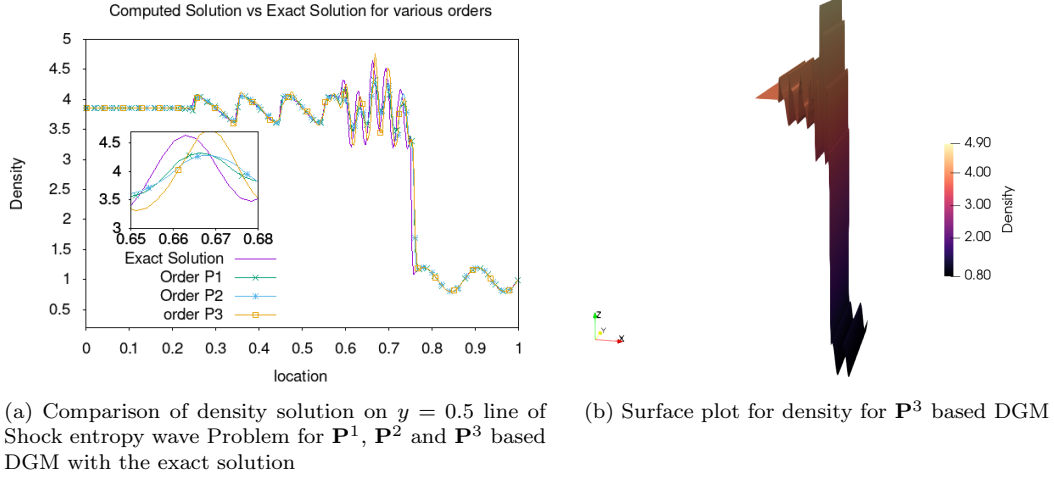 Computed Solution vs Exact Solution for various orders
5
4.5
4
3.5
3
2.5
2
1.5
1
0.5
Density
4.5
4
3.5
3
0.65 0.66 0.67 0.68
Exact Solution
Order P1
Order P2
order P3
0 0.1 0.2 0.3 0.4 0.5 0.6 0.7 0.8 0.9 1
location
Z
Y
X
4.90
4.00
3.00
2.00
0.80
Density
(a) Comparison of density solution on y = 0.5 line of
Shock entropy wave Problem for P¹, P² and P³ based
DGM with the exact solution
(b) Surface plot for density for P³ based DGM